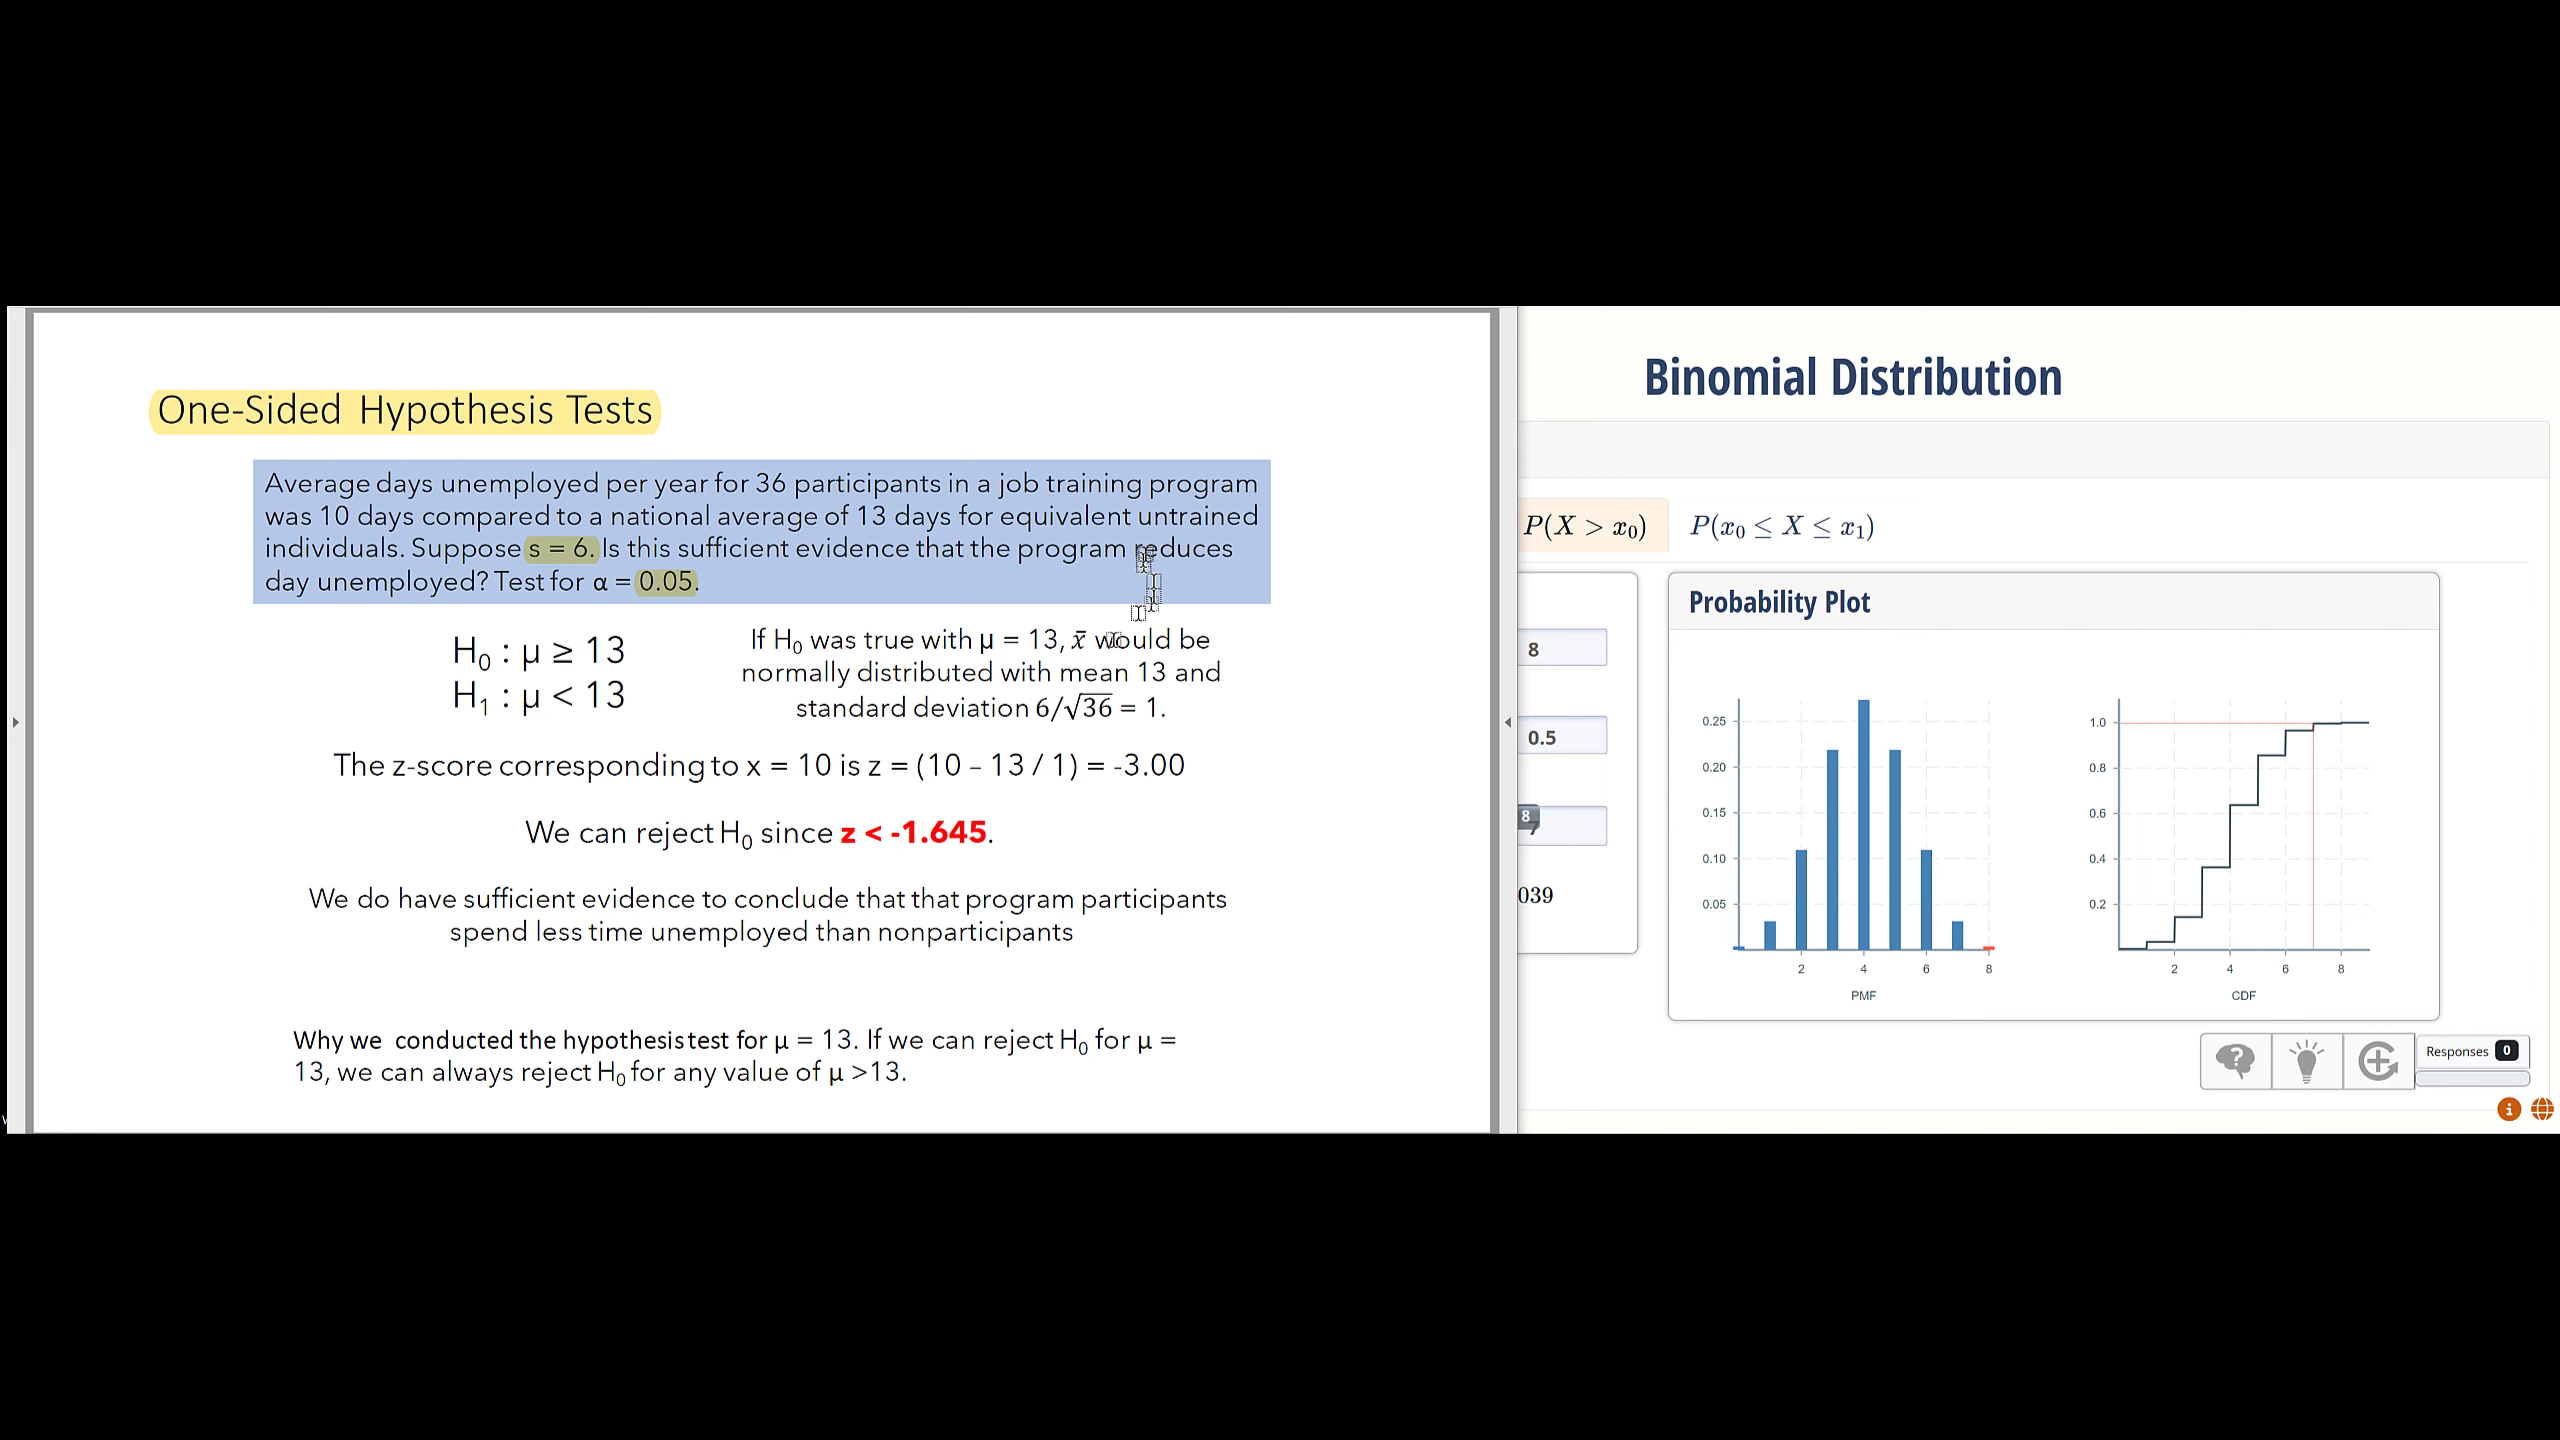 One-Sided Hypothesis Tests
Average days unemployed per year for 36 participants in a job training program
was 10 days compared to a national average of 13 days for equivalent untrained
individuals. Suppose s = 6. Is this sufficient evidence that the program reduces
day unemployed? Test for α = 0.05.
H₀ : μ ≥ 13
H₁ : μ < 13
If H₀ was true with μ = 13, x̄ would be
normally distributed with mean 13 and
standard deviation 6/√36 = 1.
The z-score corresponding to x = 10 is z = (10 – 13 / 1) = -3.00
We can reject H₀ since z < -1.645.
We do have sufficient evidence to conclude that that program participants
spend less time unemployed than nonparticipants
Why we conducted the hypothesis test for μ = 13. If we can reject H₀ for μ =
13, we can always reject H₀ for any value of μ >13.
Binomial Distribution
P(X > x₀)
P(x₀ ≤ X ≤ x₁)
8
0.5
8
7
039
Probability Plot
0.25
0.20
0.15
0.10
0.05
2 4 6 8
PMF
1.0
0.8
0.6
0.4
0.2
2 4 6 8
CDF
Responses 0